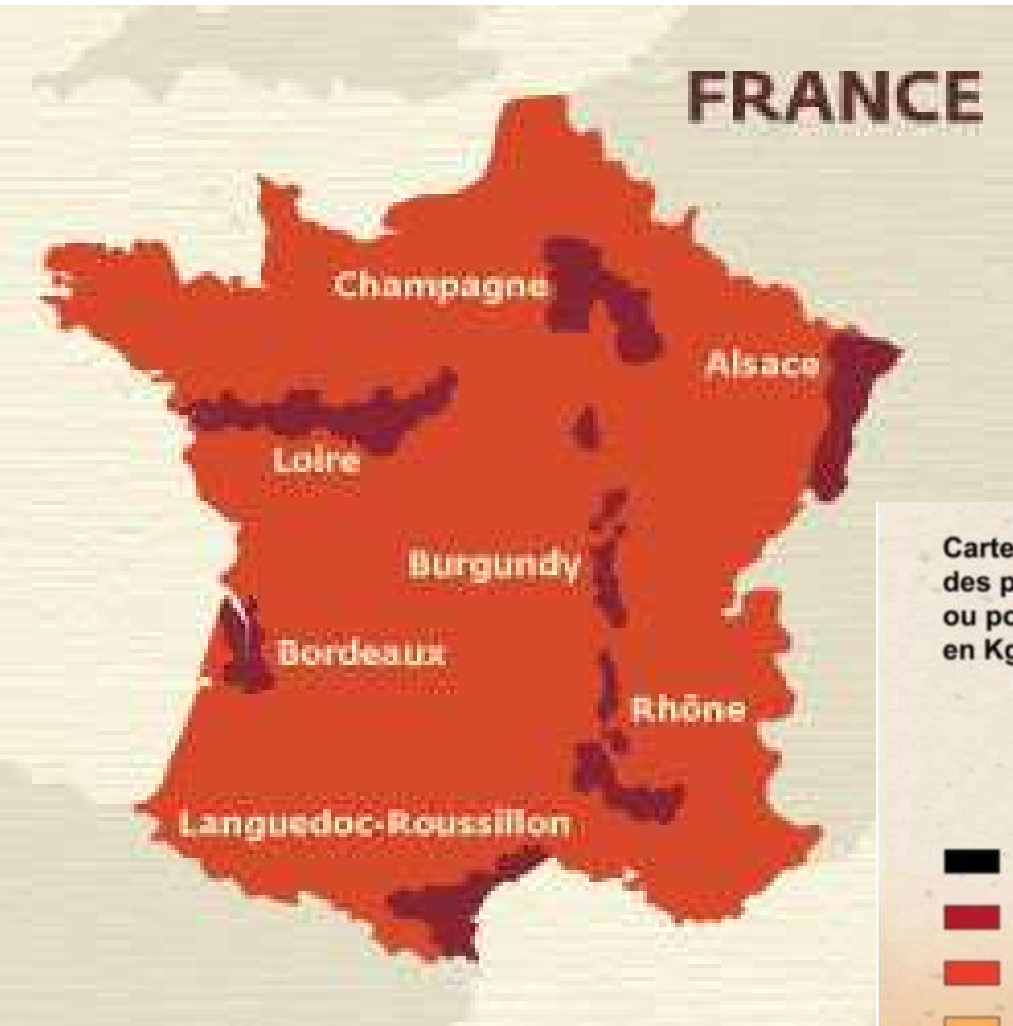 FRANCE
Champagne
Alsace
Loire
Burgundy
Bordeaux
Rhône
Languedoc-Roussillon
Carte
des p
ou po
en Kg